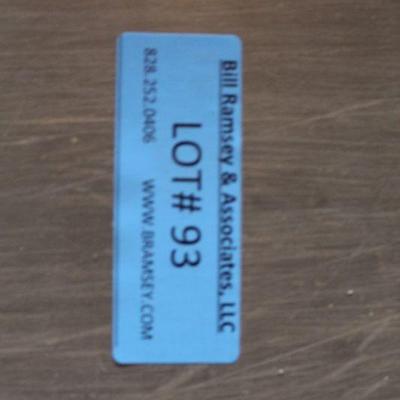 Bill Ramsey & Associates, LLC
LOT# 93
828.252.0406 WWW.BRAMSEY.COM